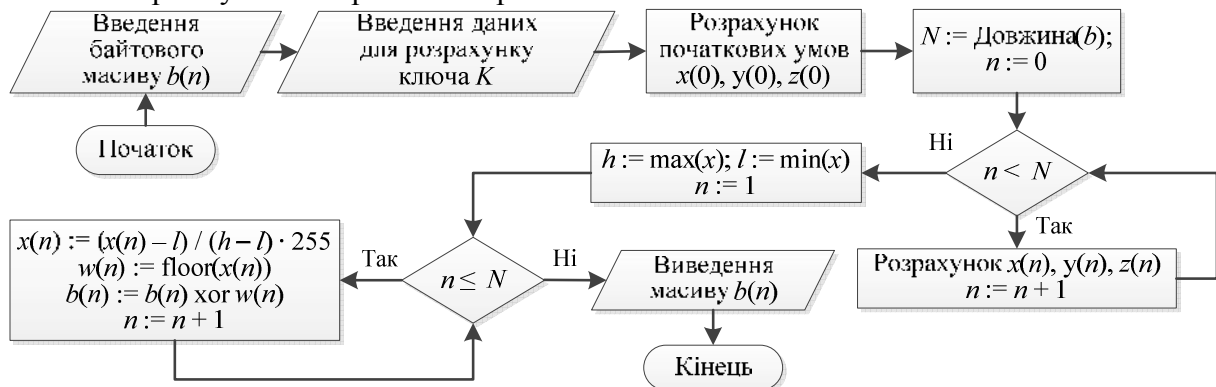 Введення
байтового
масиву b(n)
Введення даних
для розрахунку
ключа K
Розрахунок
початкових умов
x(0), y(0), z(0)
N := Довжина(b);
n := 0
Початок
Ні
n < N
Так
h := max(x); l := min(x)
n := 1
Розрахунок x(n), y(n), z(n)
n := n + 1
x(n) := (x(n) – l) / (h – l) · 255
w(n) := floor(x(n))
b(n) := b(n) xor w(n)
n := n + 1
Так
n ≤ N
Ні
Виведення
масиву b(n)
Кінець